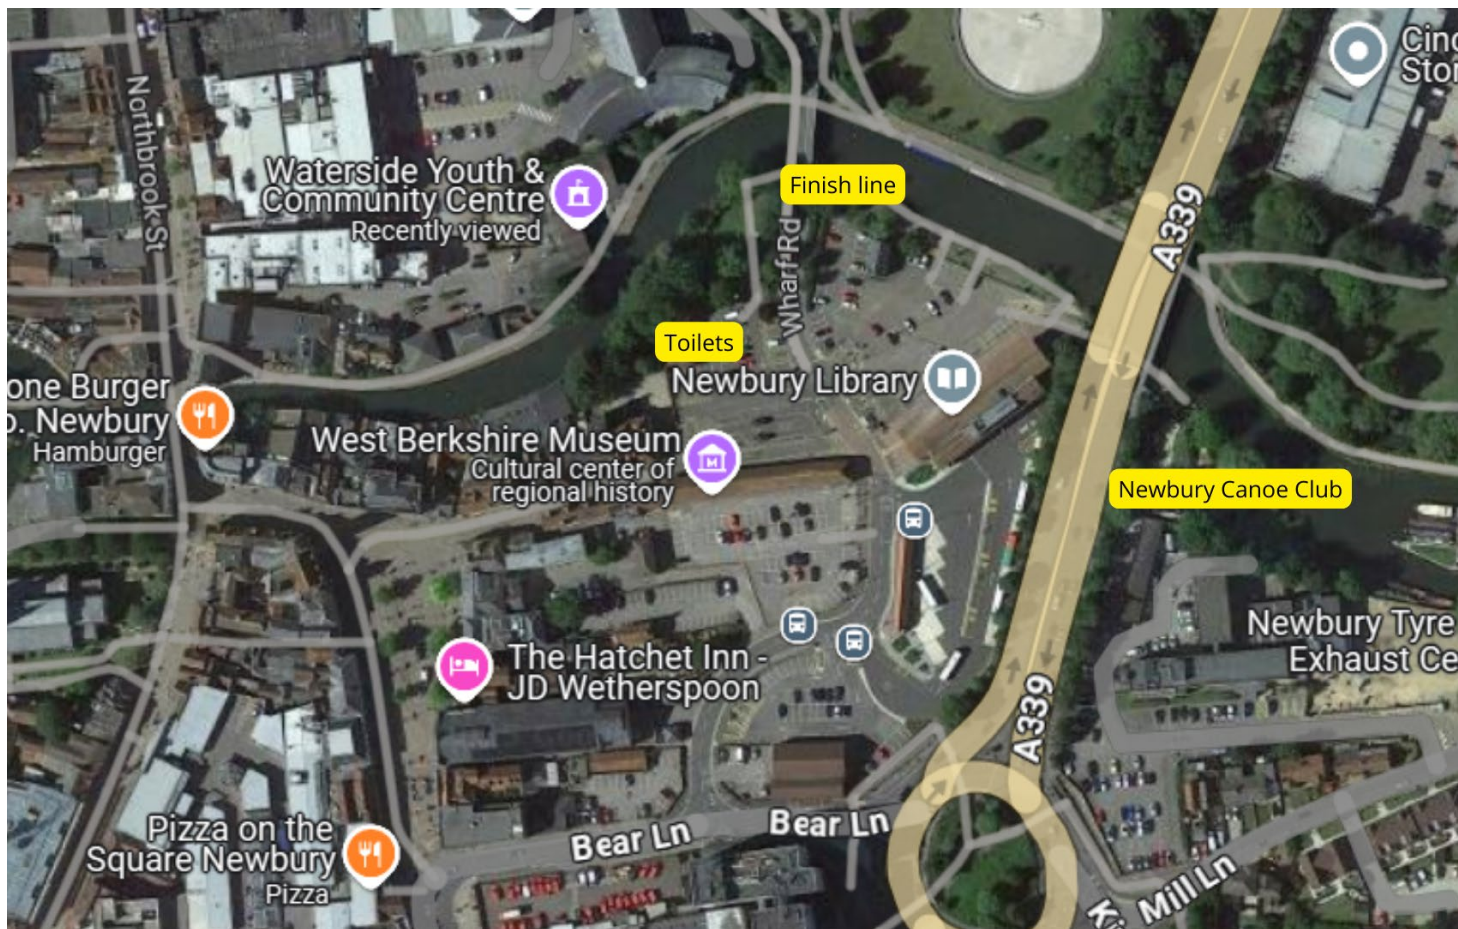 Northbrook St
Waterside Youth &
Community Centre
Recently viewed
Finish line
Wharf Rd
A339
Toilets
Newbury Library
one Burger
o. Newbury
Hamburger
West Berkshire Museum
Cultural center of
regional history
Newbury Canoe Club
The Hatchet Inn -
JD Wetherspoon
Newbury Tyre
Exhaust Ce
A339
Pizza on the
Square Newbury
Pizza
Bear Ln
Bear Ln
Mill Ln